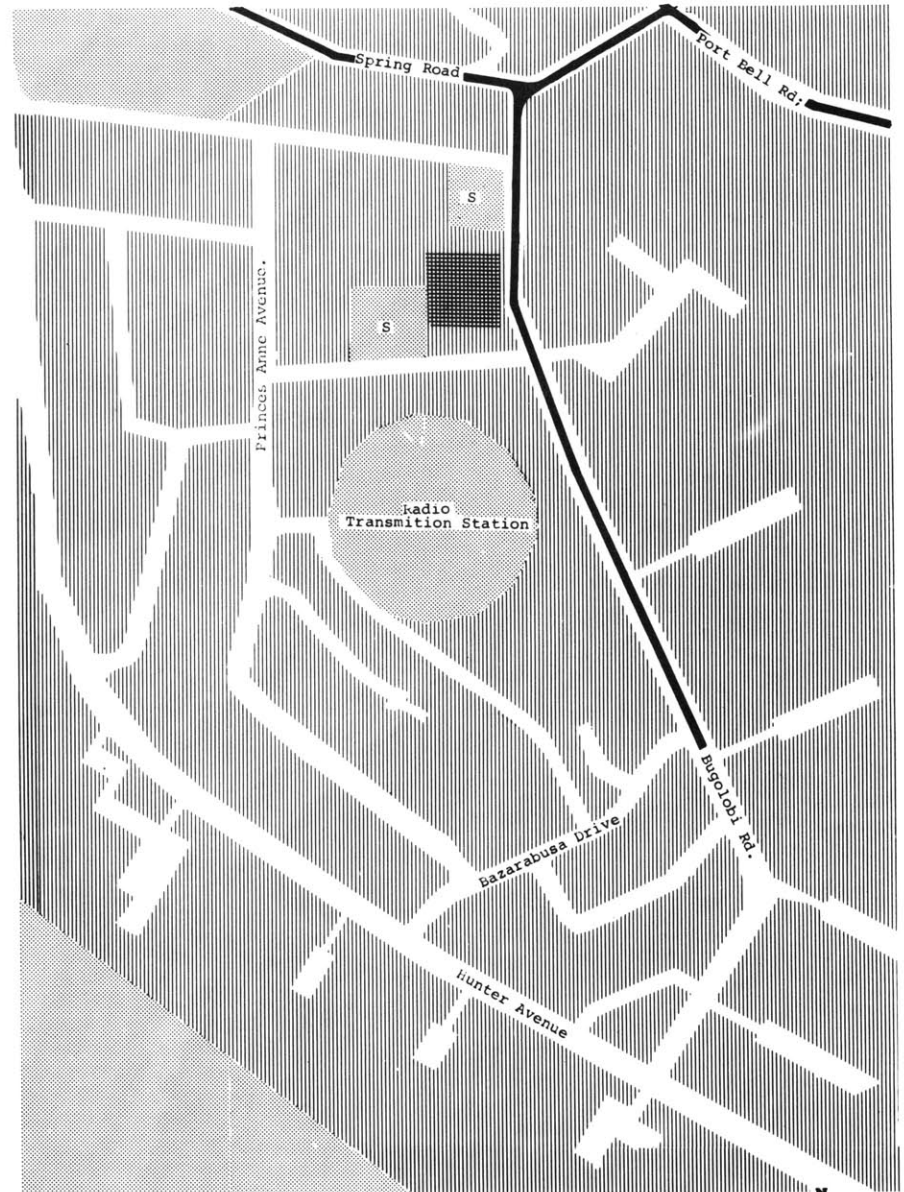 Spring Road
Port Bell Rd;
S
S
Princes Anne Avenue.
Radio
Transmition Station
Bugolobi Rd.
Bazarabusa Drive
Hunter Avenue